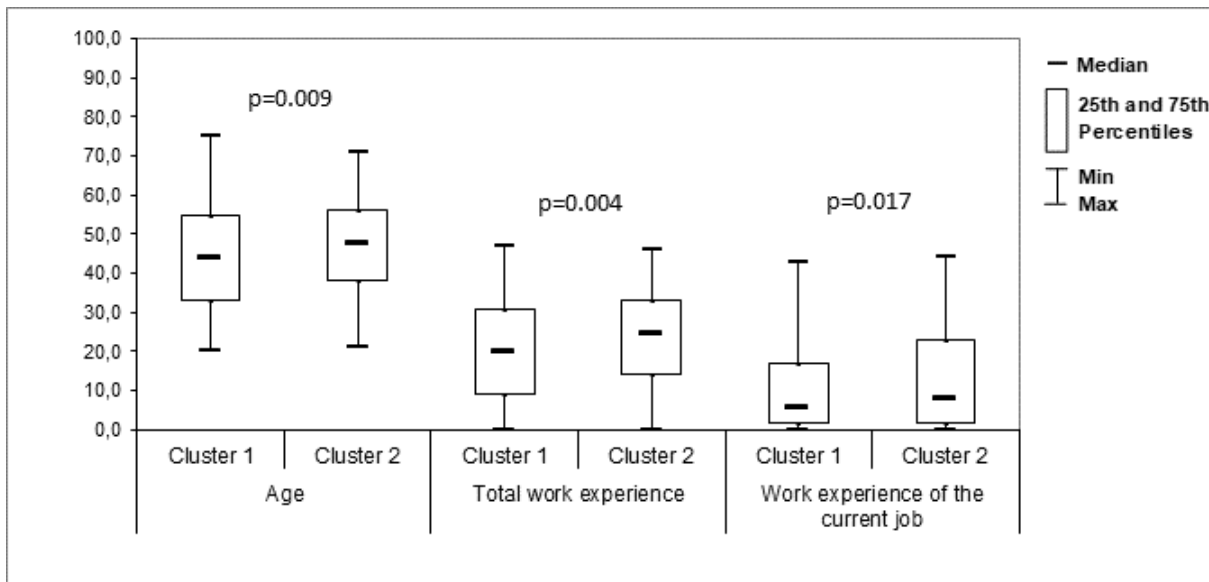 100,0
90,0
80,0
70,0
60,0
50,0
40,0
30,0
20,0
10,0
0,0
p=0.009
p=0.004
p=0.017
Cluster 1
Cluster 2
Cluster 1
Cluster 2
Cluster 1
Cluster 2
Age
Total work experience
Work experience of the
current job
Median
25th and 75th
Percentiles
Min
Max